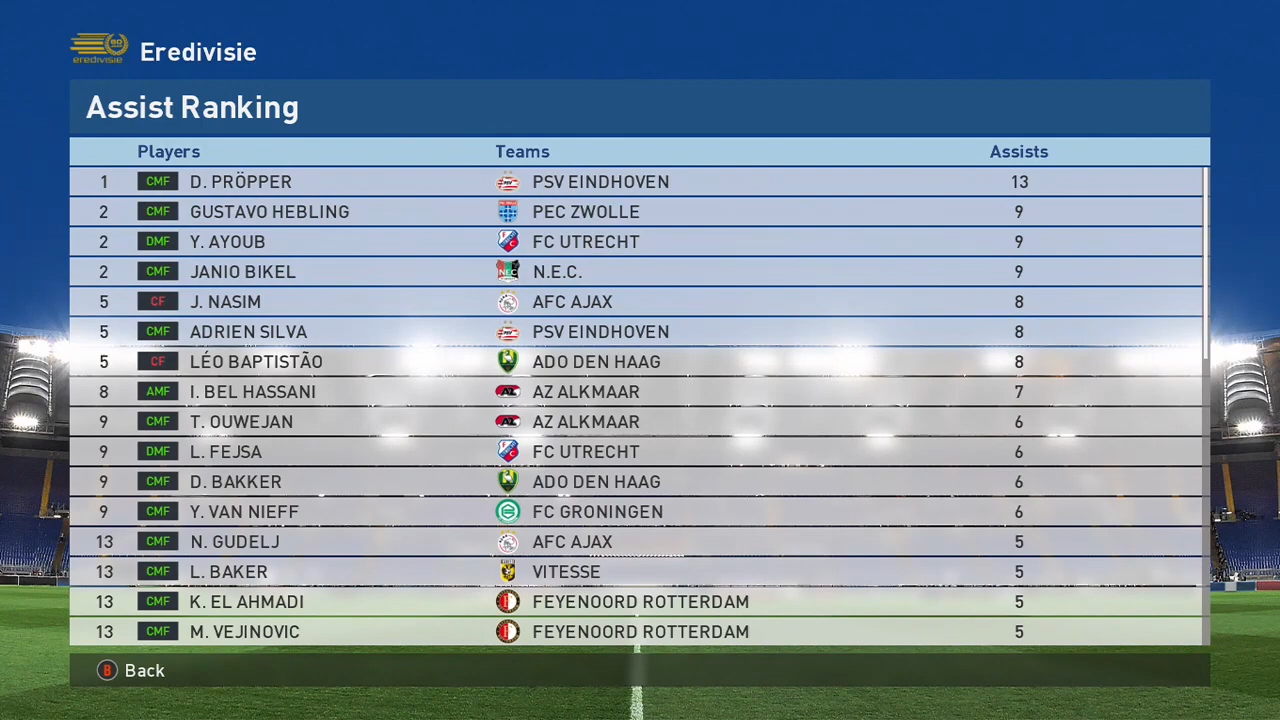 eredivisie Eredivisie
Assist Ranking
Players Teams Assists
1 CMF D. PRÖPPER PSV EINDHOVEN 13
2 CMF GUSTAVO HEBLING PEC ZWOLLE 9
2 DMF Y. AYOUB FC UTRECHT 9
2 CMF JANIO BIKEL N.E.C. 9
5 CF J. NASIM AFC AJAX 8
5 CMF ADRIEN SILVA PSV EINDHOVEN 8
5 CF LÉO BAPTISTÃO ADO DEN HAAG 8
8 AMF I. BEL HASSANI AZ ALKMAAR 7
9 CMF T. OUWEJAN AZ ALKMAAR 6
9 DMF L. FEJSA FC UTRECHT 6
9 CMF D. BAKKER ADO DEN HAAG 6
9 CMF Y. VAN NIEFF FC GRONINGEN 6
13 CMF N. GUDELJ AFC AJAX 5
13 CMF L. BAKER VITESSE 5
13 CMF K. EL AHMADI FEYENOORD ROTTERDAM 5
13 CMF M. VEJINOVIC FEYENOORD ROTTERDAM 5
B Back